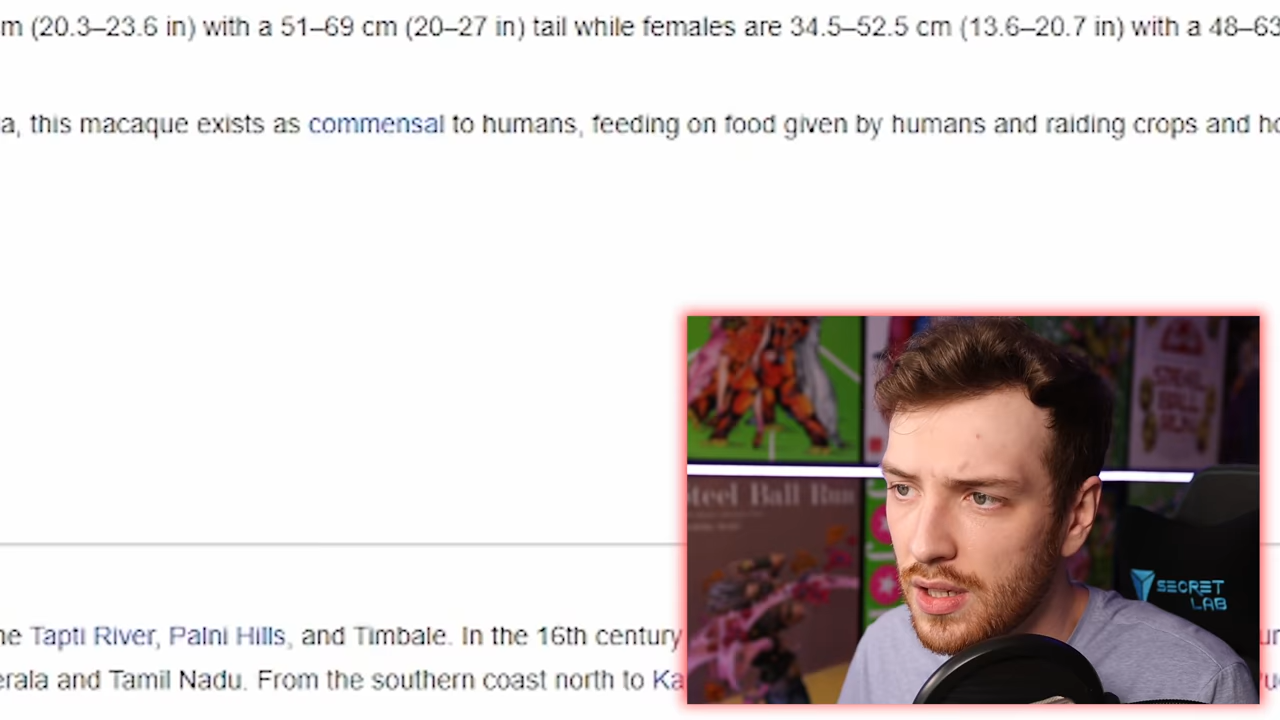 m (20.3–23.6 in) with a 51–69 cm (20–27 in) tail while females are 34.5–52.5 cm (13.6–20.7 in) with a 48–63
a, this macaque exists as commensal to humans, feeding on food given by humans and raiding crops and ho
STEEL
BALL
RUN
Steel Ball Run
SECRET
LAB
he Tapti River, Palni Hills, and Timbale. In the 16th century
erala and Tamil Nadu. From the southern coast north to Ka